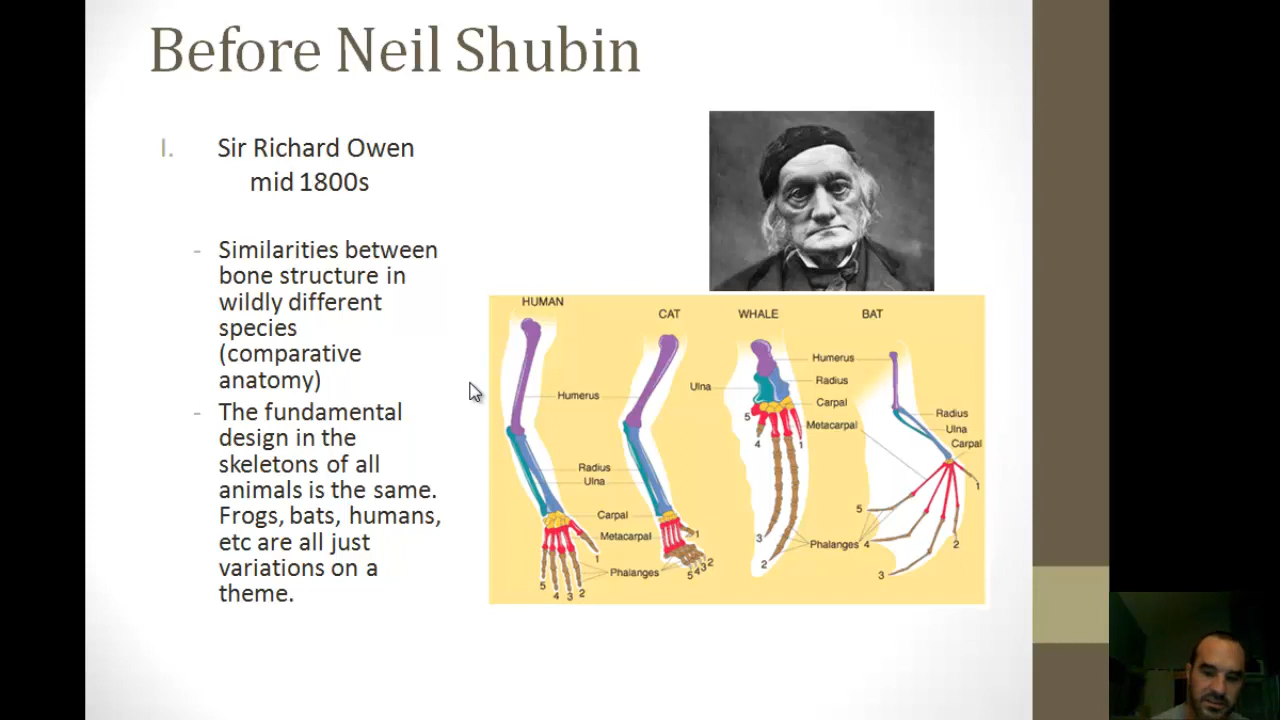 Before Neil Shubin
I. Sir Richard Owen
mid 1800s
- Similarities between
bone structure in
wildly different
species
(comparative
anatomy)
- The fundamental
design in the
skeletons of all
animals is the same.
Frogs, bats, humans,
etc are all just
variations on a
theme.
HUMAN
CAT
WHALE
BAT
Humerus
Radius
Ulna
Carpal
Metacarpal
Phalanges
1
5
4
3
2
1
5
4
3
2
Humerus
Ulna
Radius
Carpal
Metacarpal
5
4
1
3
2
Phalanges
Radius
Ulna
Carpal
1
5
4
2
3